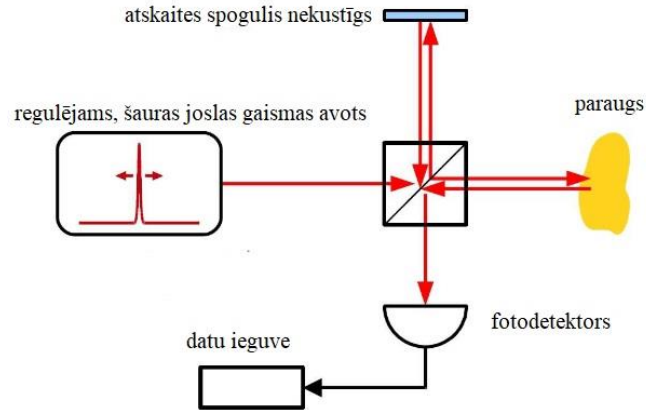 atskaites spogulis nekustīgs
regulējams, šauras joslas gaismas avots
paraugs
fotodetektors
datu ieguve